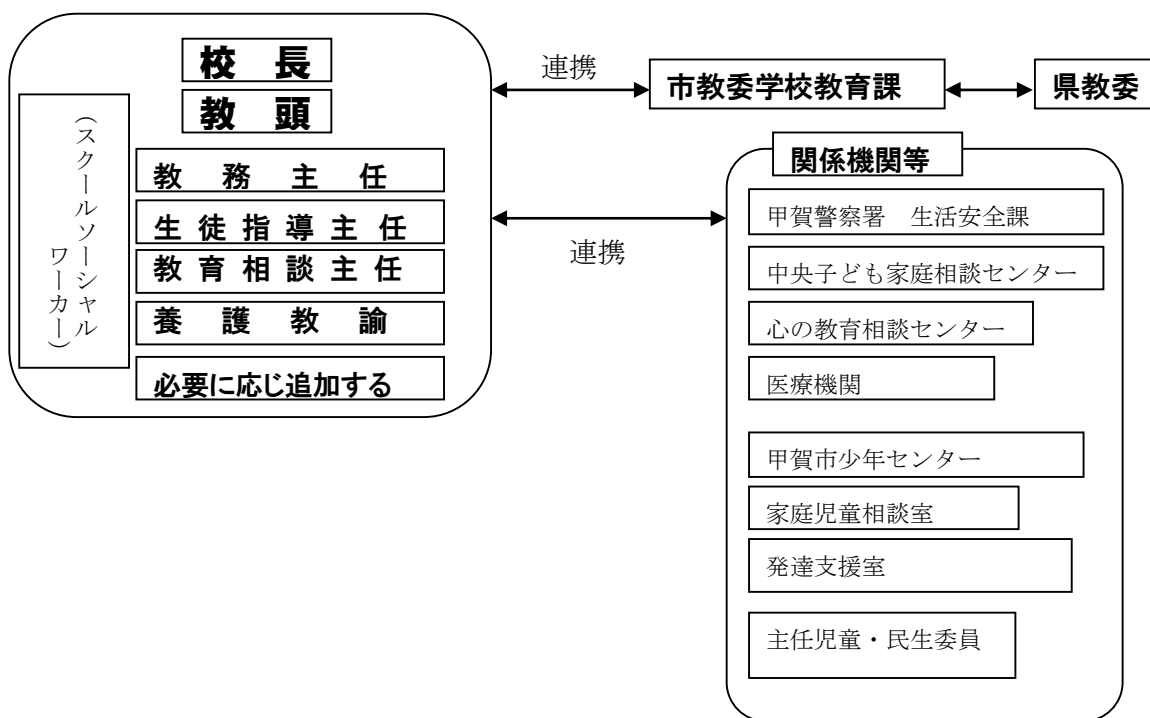 校長
教頭
（スクールソーシャル
ワーカー）
教務主任
生徒指導主任
教育相談主任
養護教諭
必要に応じ追加する
連携
市教委学校教育課
県教委
連携
関係機関等
甲賀警察署　生活安全課
中央子ども家庭相談センター
心の教育相談センター
医療機関
甲賀市少年センター
家庭児童相談室
発達支援室
主任児童・民生委員